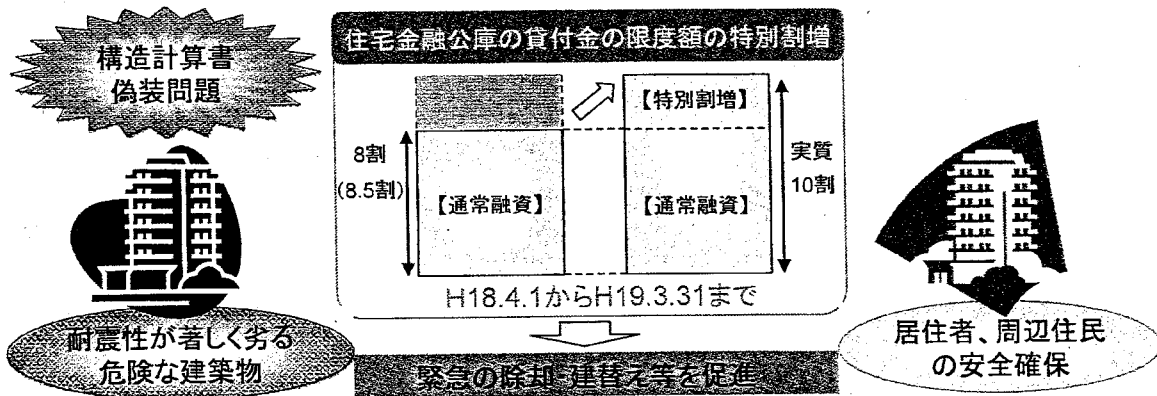 構造計算書
偽装問題
耐震性が著しく劣る
危険な建築物
住宅金融公庫の貸付金の限度額の特別割増
8割
(8.5割)
【通常融資】
【特別割増】
【通常融資】
実質
10割
H18.4.1からH19.3.31まで
緊急の除却・建替え等を促進
居住者、周辺住民
の安全確保